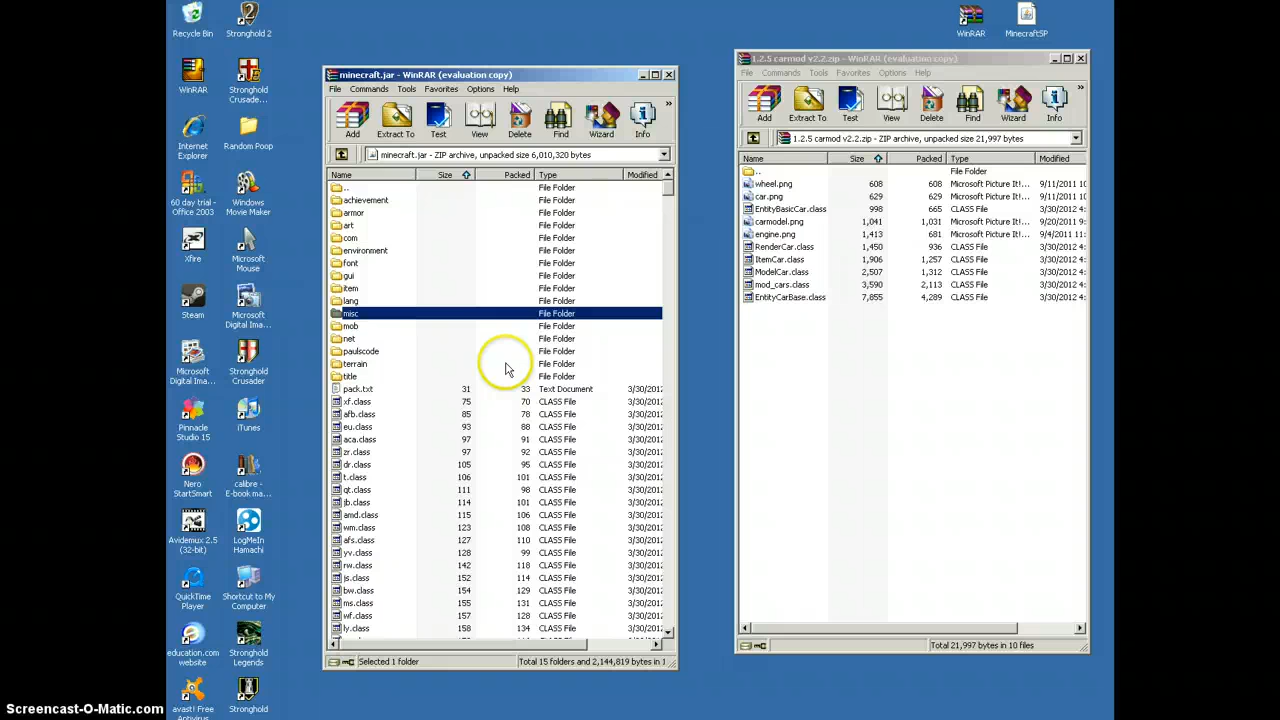 Recycle Bin
Stronghold 2
WinRAR
Stronghold
Crusade...
Internet
Explorer
Random Poop
60 day trial -
Office 2003
Windows
Movie Maker
Xfire
Microsoft
Mouse
Steam
Microsoft
Digital Ima...
Microsoft
Digital Ima...
Stronghold
Crusader
Pinnacle
Studio 15
iTunes
Nero
StartSmart
calibre -
E-book ma...
Avidemux 2.5
(32-bit)
LogMeIn
Hamachi
QuickTime
Player
Shortcut to My
Computer
education.com
website
Stronghold
Legends
avast! Free
Antivirus
Stronghold
WinRAR
MinecraftSP
minecraft.jar - WinRAR (evaluation copy)
File Commands Tools Favorites Options Help
Add Extract To Test View Delete Find Wizard Info
minecraft.jar - ZIP archive, unpacked size 6,010,320 bytes
Name Size Packed Type Modified
.. File Folder
achievement File Folder
armor File Folder
art File Folder
com File Folder
environment File Folder
font File Folder
gui File Folder
item File Folder
lang File Folder
misc File Folder
mob File Folder
net File Folder
paulscode File Folder
terrain File Folder
title File Folder
pack.txt 31 33 Text Document 3/30/2012
xf.class 75 70 CLASS File 3/30/2012
afb.class 85 78 CLASS File 3/30/2012
eu.class 93 88 CLASS File 3/30/2012
aca.class 97 91 CLASS File 3/30/2012
zr.class 97 92 CLASS File 3/30/2012
dr.class 105 95 CLASS File 3/30/2012
t.class 106 101 CLASS File 3/30/2012
qt.class 111 98 CLASS File 3/30/2012
jb.class 114 101 CLASS File 3/30/2012
amd.class 115 106 CLASS File 3/30/2012
wm.class 123 108 CLASS File 3/30/2012
afs.class 127 110 CLASS File 3/30/2012
yv.class 128 99 CLASS File 3/30/2012
rw.class 142 118 CLASS File 3/30/2012
js.class 152 114 CLASS File 3/30/2012
bw.class 154 129 CLASS File 3/30/2012
ms.class 155 131 CLASS File 3/30/2012
wf.class 157 128 CLASS File 3/30/2012
ly.class 158 134 CLASS File 3/30/2012
Selected 1 folder Total 15 folders and 2,144,819 bytes in 1
1.2.5 carmod v2.2.zip - WinRAR (evaluation copy)
File Commands Tools Favorites Options Help
Add Extract To Test View Delete Find Wizard Info
1.2.5 carmod v2.2.zip - ZIP archive, unpacked size 21,997 bytes
Name Size Packed Type Modified
.. File Folder
wheel.png 608 608 Microsoft Picture It!... 9/11/2011 1
car.png 629 629 Microsoft Picture It!... 9/11/2011 1
EntityBasicCar.class 998 665 CLASS File 3/30/2012 4:
carmodel.png 1,041 1,031 Microsoft Picture It!... 9/20/2011 9
engine.png 1,413 681 Microsoft Picture It!... 9/4/2011 11
RenderCar.class 1,450 936 CLASS File 3/30/2012 4:
ItemCar.class 1,906 1,257 CLASS File 3/30/2012 4:
ModelCar.class 2,507 1,312 CLASS File 3/30/2012 4:
mod_cars.class 3,590 2,113 CLASS File 3/30/2012 4:
EntityCarBase.class 7,855 4,289 CLASS File 3/30/2012 4:
Total 21,997 bytes in 10 files
Screencast-O-Matic.com